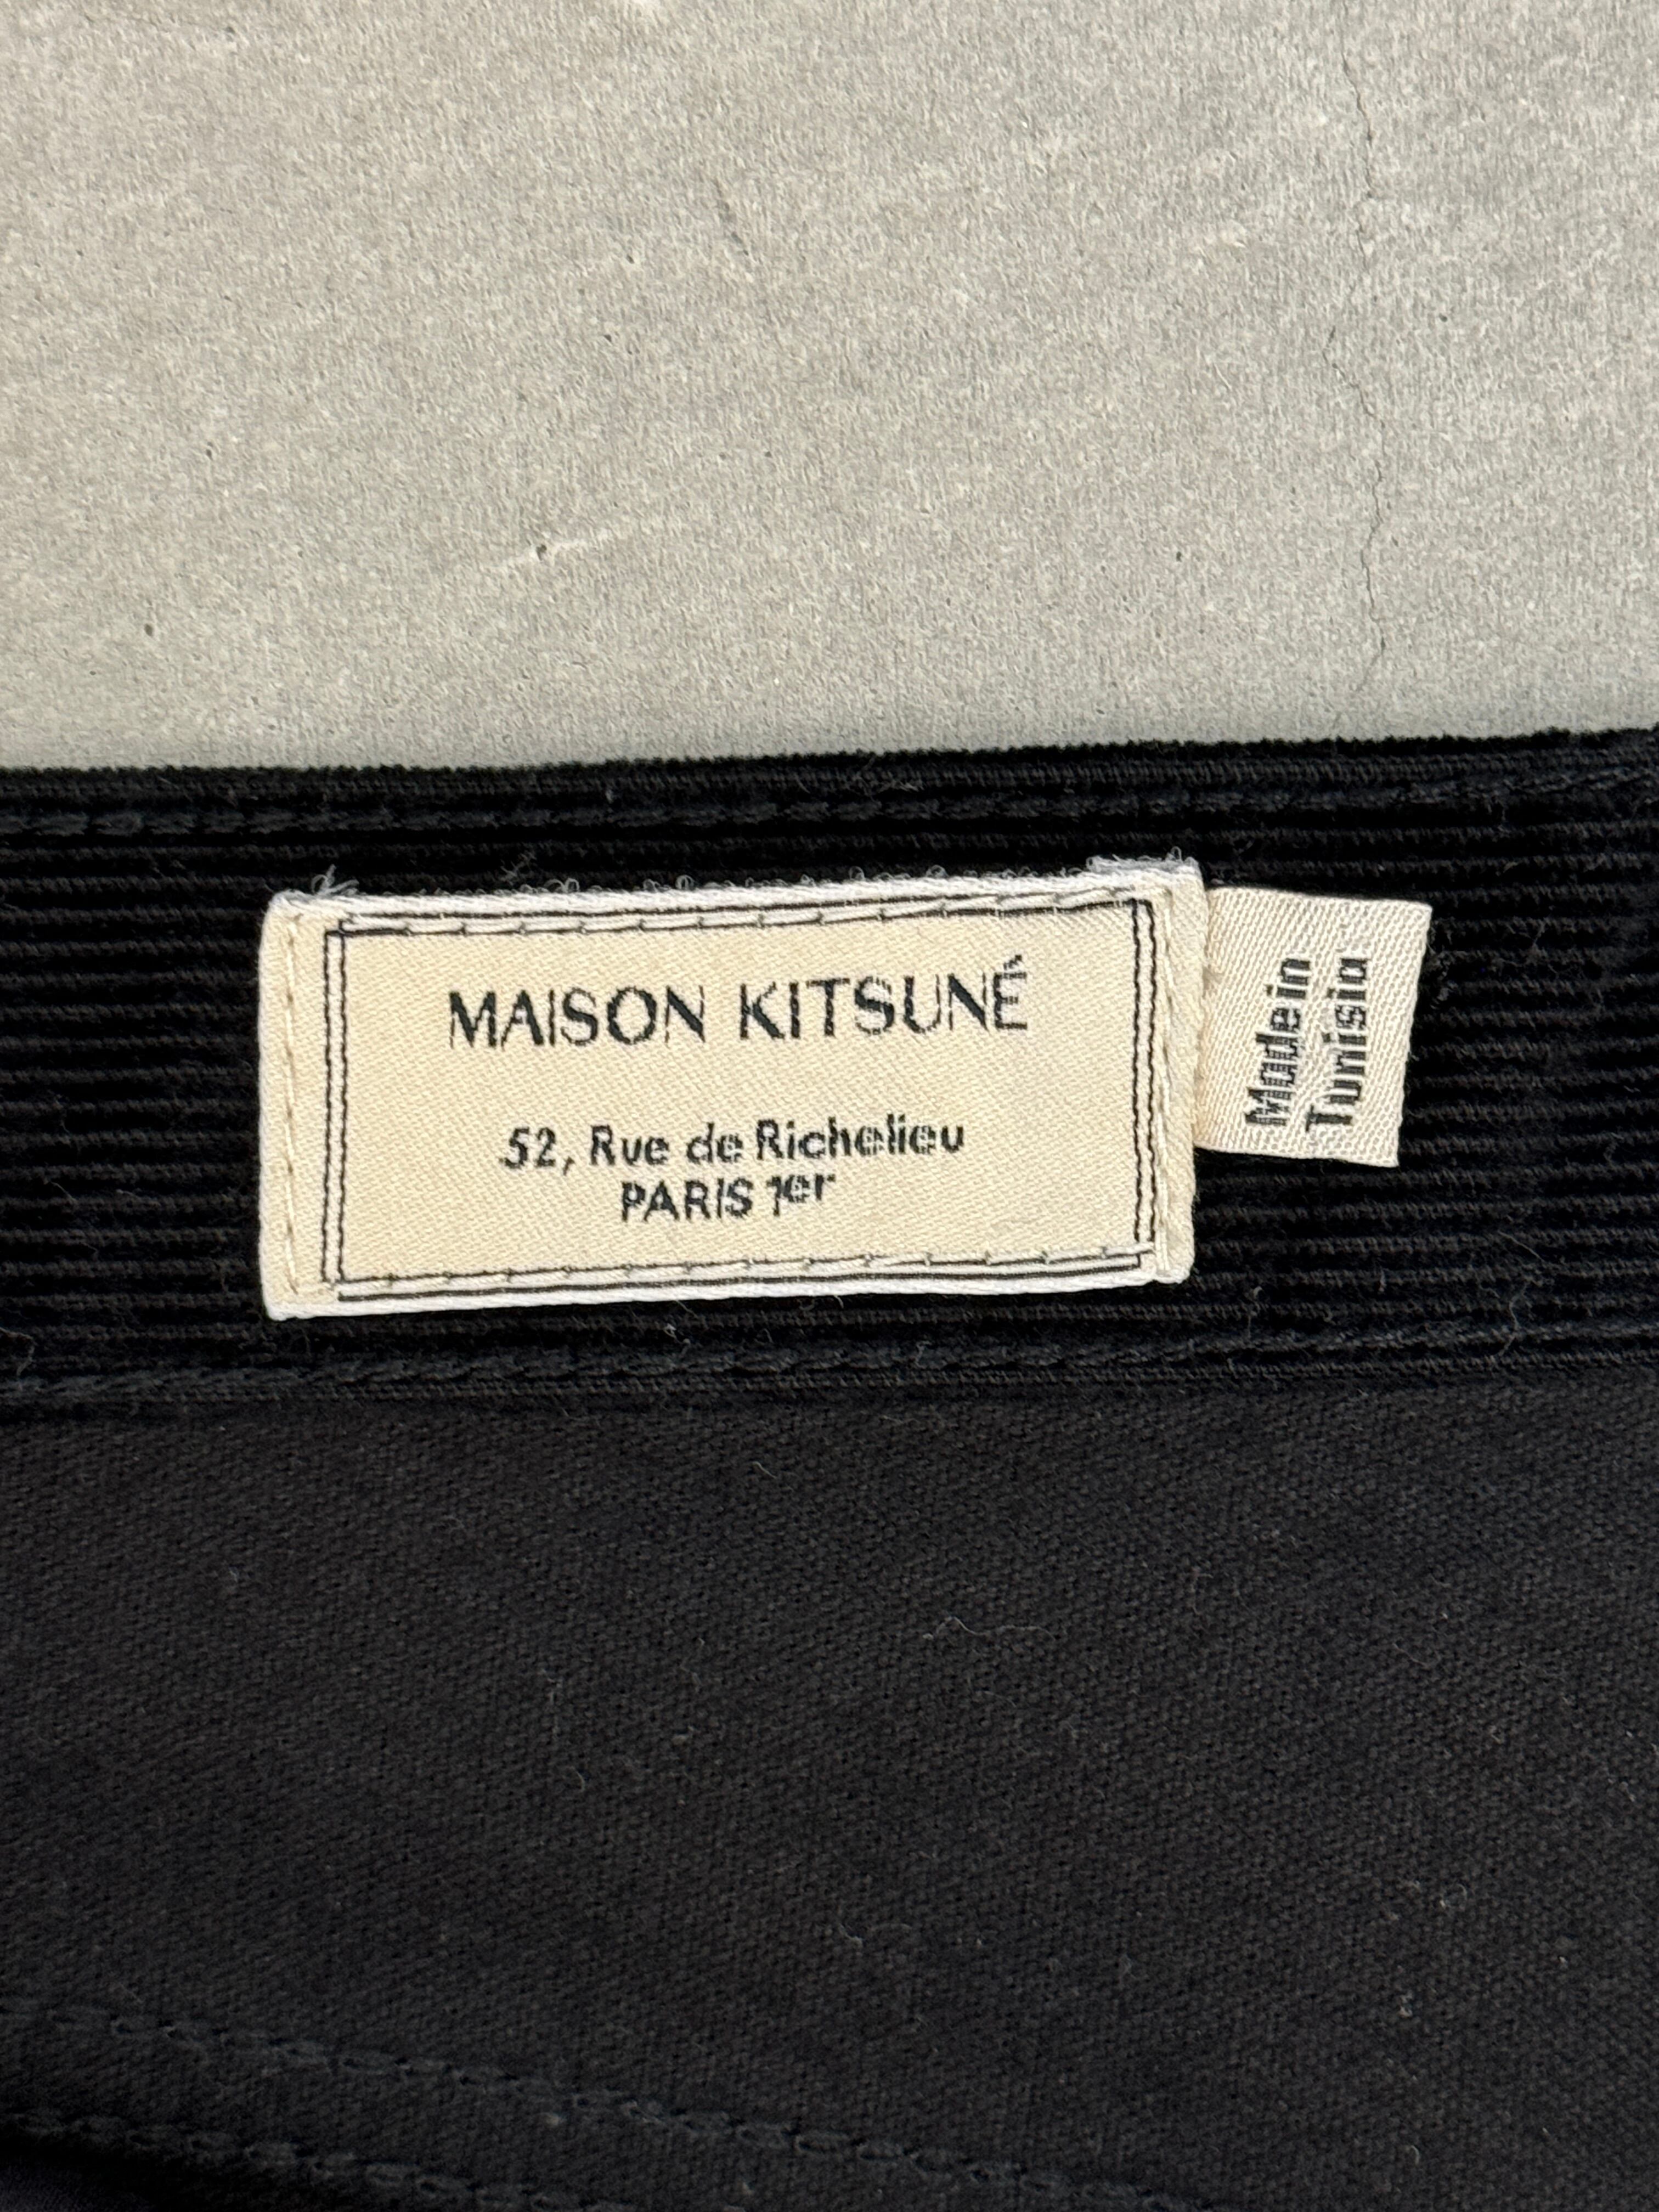 MAISON KITSUNÉ
52, Rue de Richelieu
PARIS 1er
Made in
Tunisia